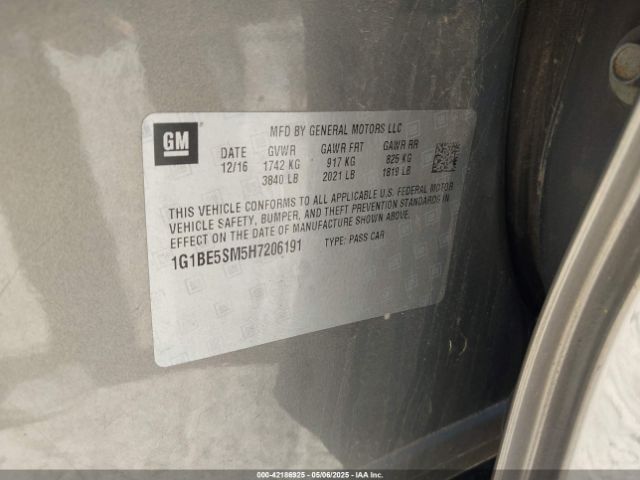 GM
MFD BY GENERAL MOTORS LLC
DATE GVWR GAWR FRT GAWR RR
12/16 1742 KG 917 KG 825 KG
3840 LB 2021 LB 1819 LB
THIS VEHICLE CONFORMS TO ALL APPLICABLE U.S. FEDERAL MOTOR
VEHICLE SAFETY, BUMPER, AND THEFT PREVENTION STANDARDS IN
EFFECT ON THE DATE OF MANUFACTURE SHOWN ABOVE.
1G1BE5SM5H7206191 TYPE: PASS CAR
000-42186925 - 05/06/2025 - IAA Inc.